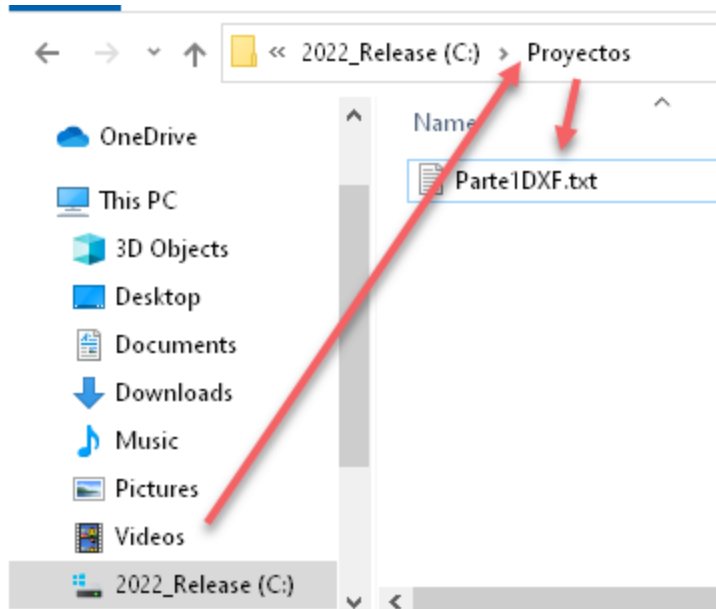 « 2022_Release (C:) > Proyectos
OneDrive
This PC
3D Objects
Desktop
Documents
Downloads
Music
Pictures
Videos
2022_Release (C:)
Name
Parte1DXF.txt